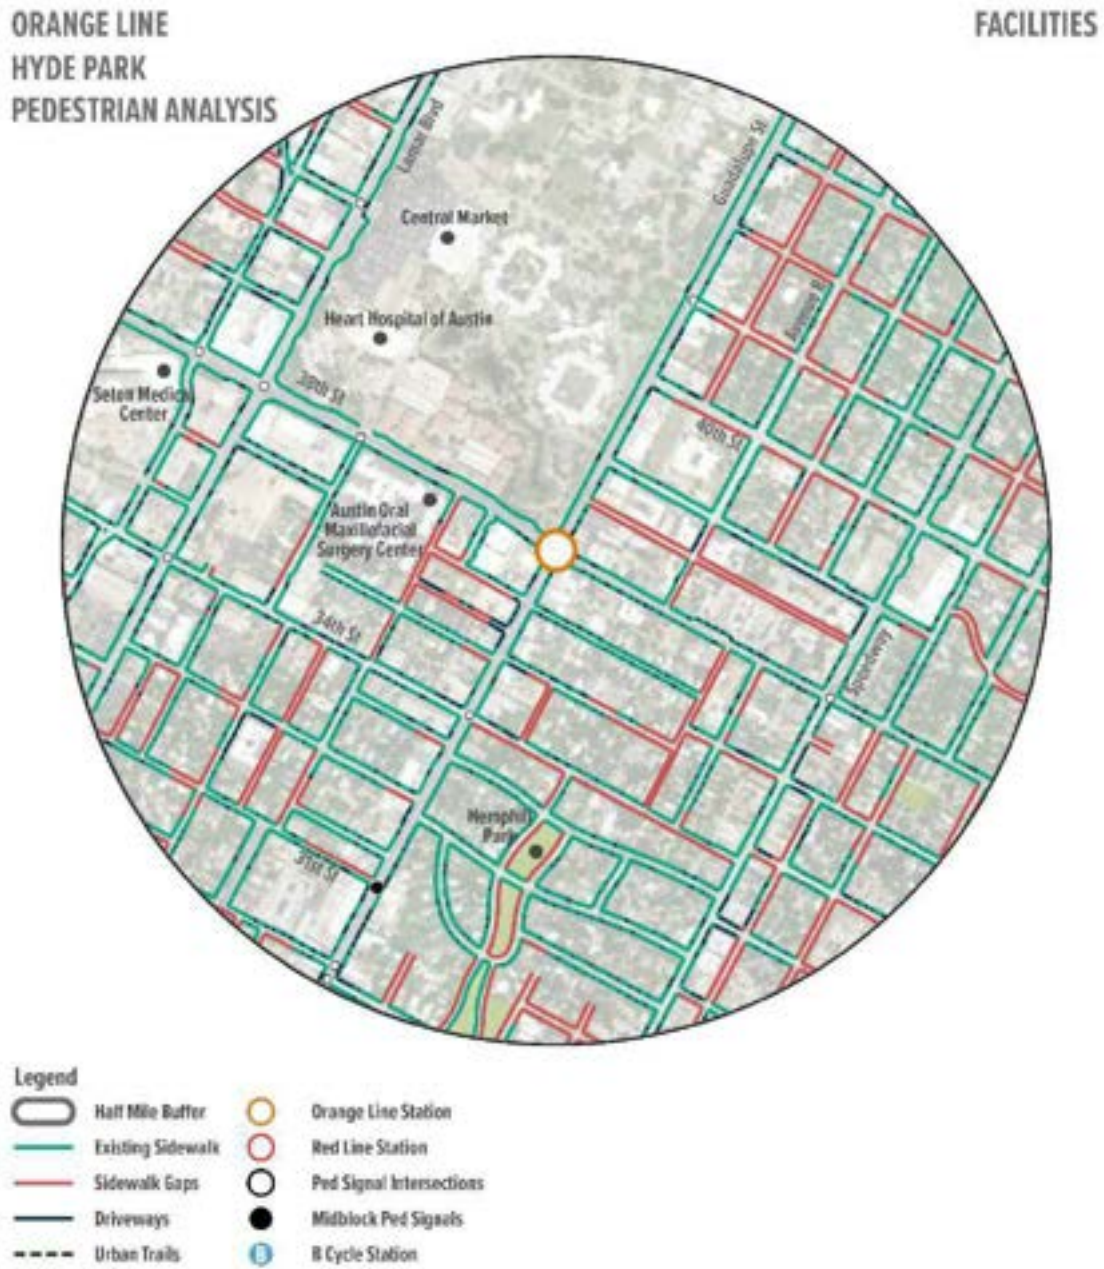 ORANGE LINE
FACILITIES
HYDE PARK
PEDESTRIAN ANALYSIS
Lamar Blvd
Guadalupe St
Central Market
Avenue B
Heart Hospital of Austin
Seton Medical
Center
38th St
40th St
Austin Oral
Maxillofacial
Surgery Center
34th St
Speedway
Hemphill
Park
31st St
Legend
Half Mile Buffer
Orange Line Station
Existing Sidewalk
Red Line Station
Sidewalk Gaps
Ped Signal Intersections
Driveways
Midblock Ped Signals
Urban Trails
B
B Cycle Station